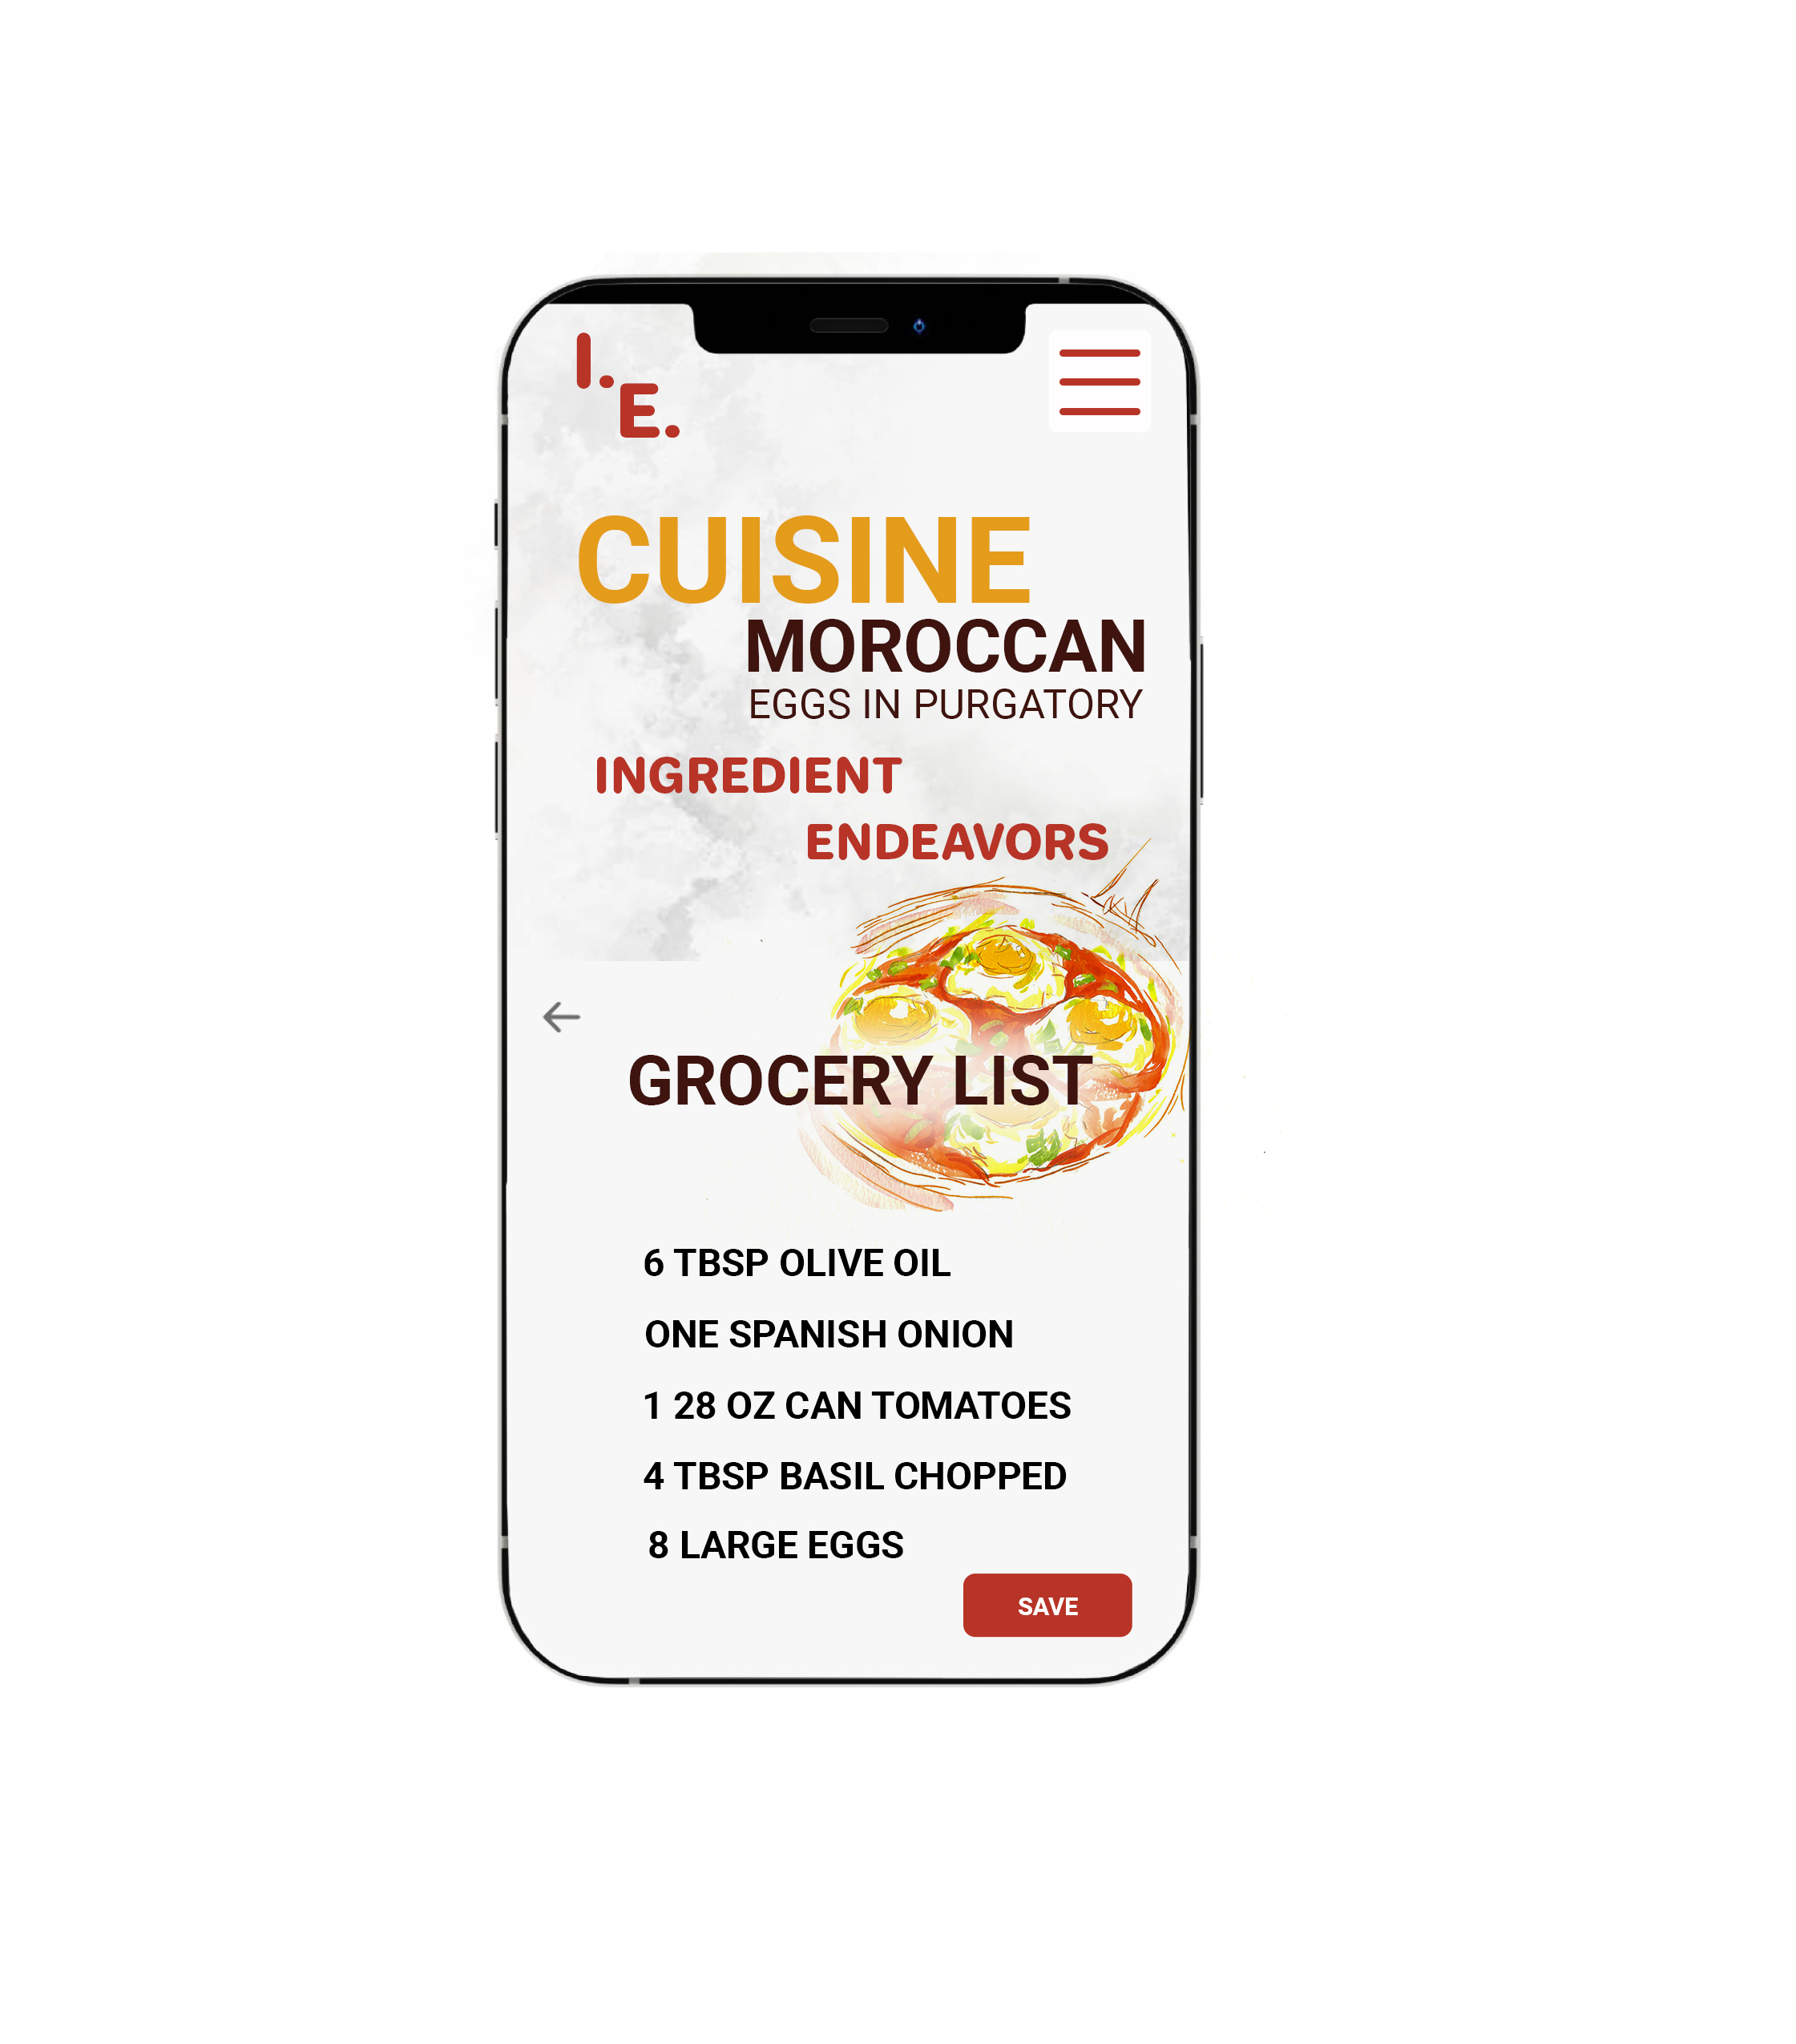 I.
E.
CUISINE
MOROCCAN
EGGS IN PURGATORY
INGREDIENT
ENDEAVORS
GROCERY LIST
6 TBSP OLIVE OIL
ONE SPANISH ONION
1 28 OZ CAN TOMATOES
4 TBSP BASIL CHOPPED
8 LARGE EGGS
SAVE